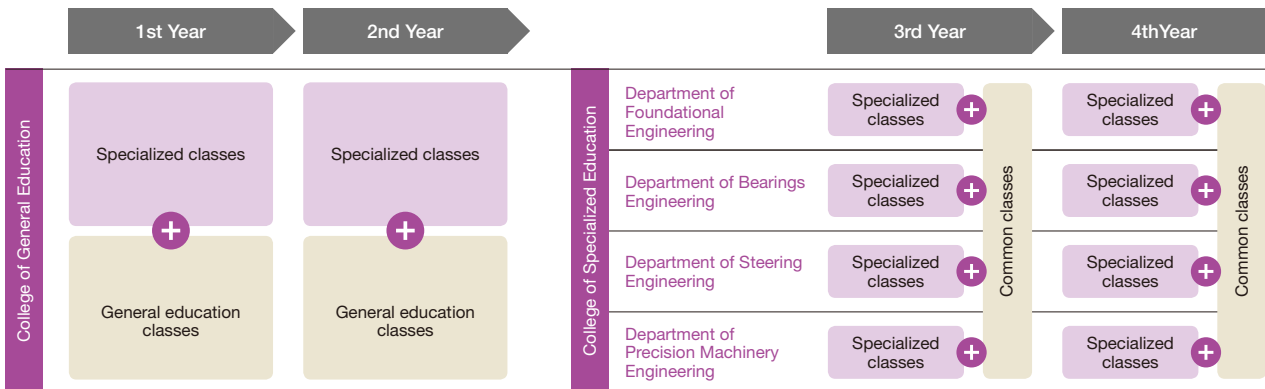 1st Year
2nd Year
3rd Year
4thYear
College of General Education
Specialized classes
General education
classes
Specialized classes
General education
classes
College of Specialized Education
Department of
Foundational
Engineering
Specialized
classes
Specialized
classes
Department of Bearings
Engineering
Specialized
classes
Specialized
classes
Department of Steering
Engineering
Specialized
classes
Specialized
classes
Department of
Precision Machinery
Engineering
Specialized
classes
Specialized
classes
Common classes
Common classes